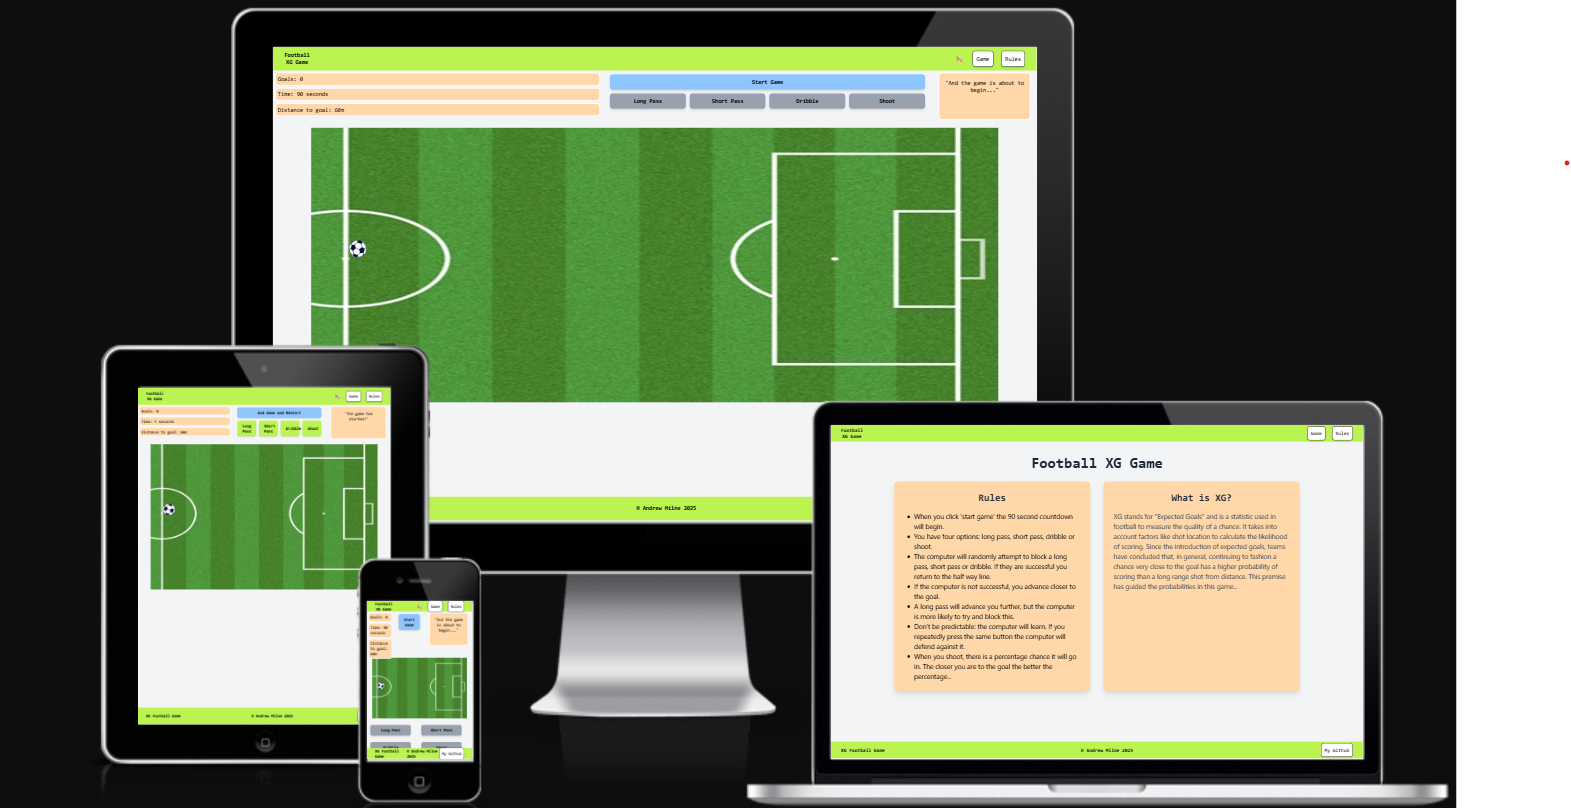 Football
XG Game
Game
Rules
Goals: 0
Time: 90 seconds
Distance to goal: 60m
Start Game
Long Pass
Short Pass
Dribble
Shoot
"And the game is about to
begin..."
© Andrew Milne 2025
Football
XG Game
Game
Rules
Goals: 0
Distance to goal: 60m
End Game and Restart
Long
Pass
Short
Pass
Dribble
Shoot
"The game has
started!"
XG Football Game
© Andrew Milne 2025
Football
XG Game
Game
Rules
Goals: 0
Time: 90
seconds
Distance
to goal:
60m
Start
Game
"And the game
is about to
begin..."
Long Pass
Short Pass
XG Football
Game
© Andrew Milne
2025
My Github
Football
XG Game
Game
Rules
Football XG Game
Rules
When you click 'start game' the 90 second countdown
will begin.
You have four options: long pass, short pass, dribble or
shoot.
The computer will randomly attempt to block a long
pass, short pass or dribble. If they are successful you
return to the half way line.
If the computer is not successful, you advance closer to
the goal.
A long pass will advance you further, but the computer
is more likely to try and block this.
Don't be predictable: the computer will learn. If you
repeatedly press the same button the computer will
defend against it.
When you shoot, there is a percentage chance it will go
in. The closer you are to the goal the better the
percentage...
What is XG?
XG stands for "Expected Goals" and is a statistic used in
football to measure the quality of a chance. It takes into
account factors like shot location to calculate the likelihood
of scoring. Since the introduction of expected goals, teams
have concluded that, in general, continuing to fashion a
chance very close to the goal has a higher probability of
scoring than a long range shot from distance. This premise
has guided the probabilities in this game...
XG Football Game
© Andrew Milne 2025
My Github